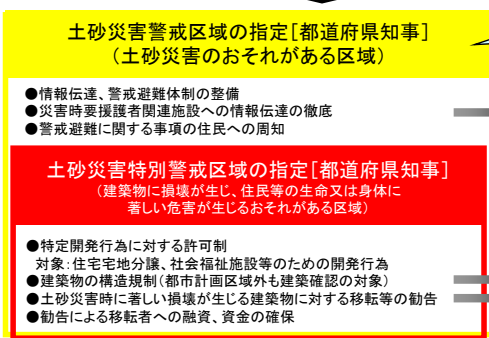 土砂災害警戒区域の指定[都道府県知事]
(土砂災害のおそれがある区域)
●情報伝達、警戒避難体制の整備
●災害時要援護者関連施設への情報伝達の徹底
●警戒避難に関する事項の住民への周知
土砂災害特別警戒区域の指定[都道府県知事]
(建築物に損壊が生じ、住民等の生命又は身体に
著しい危害が生じるおそれがある区域)
●特定開発行為に対する許可制
対象:住宅宅地分譲、社会福祉施設等のための開発行為
●建築物の構造規制(都市計画区域外も建築確認の対象)
●土砂災害時に著しい損壊が生じる建築物に対する移転等の勧告
●勧告による移転者への融資、資金の確保